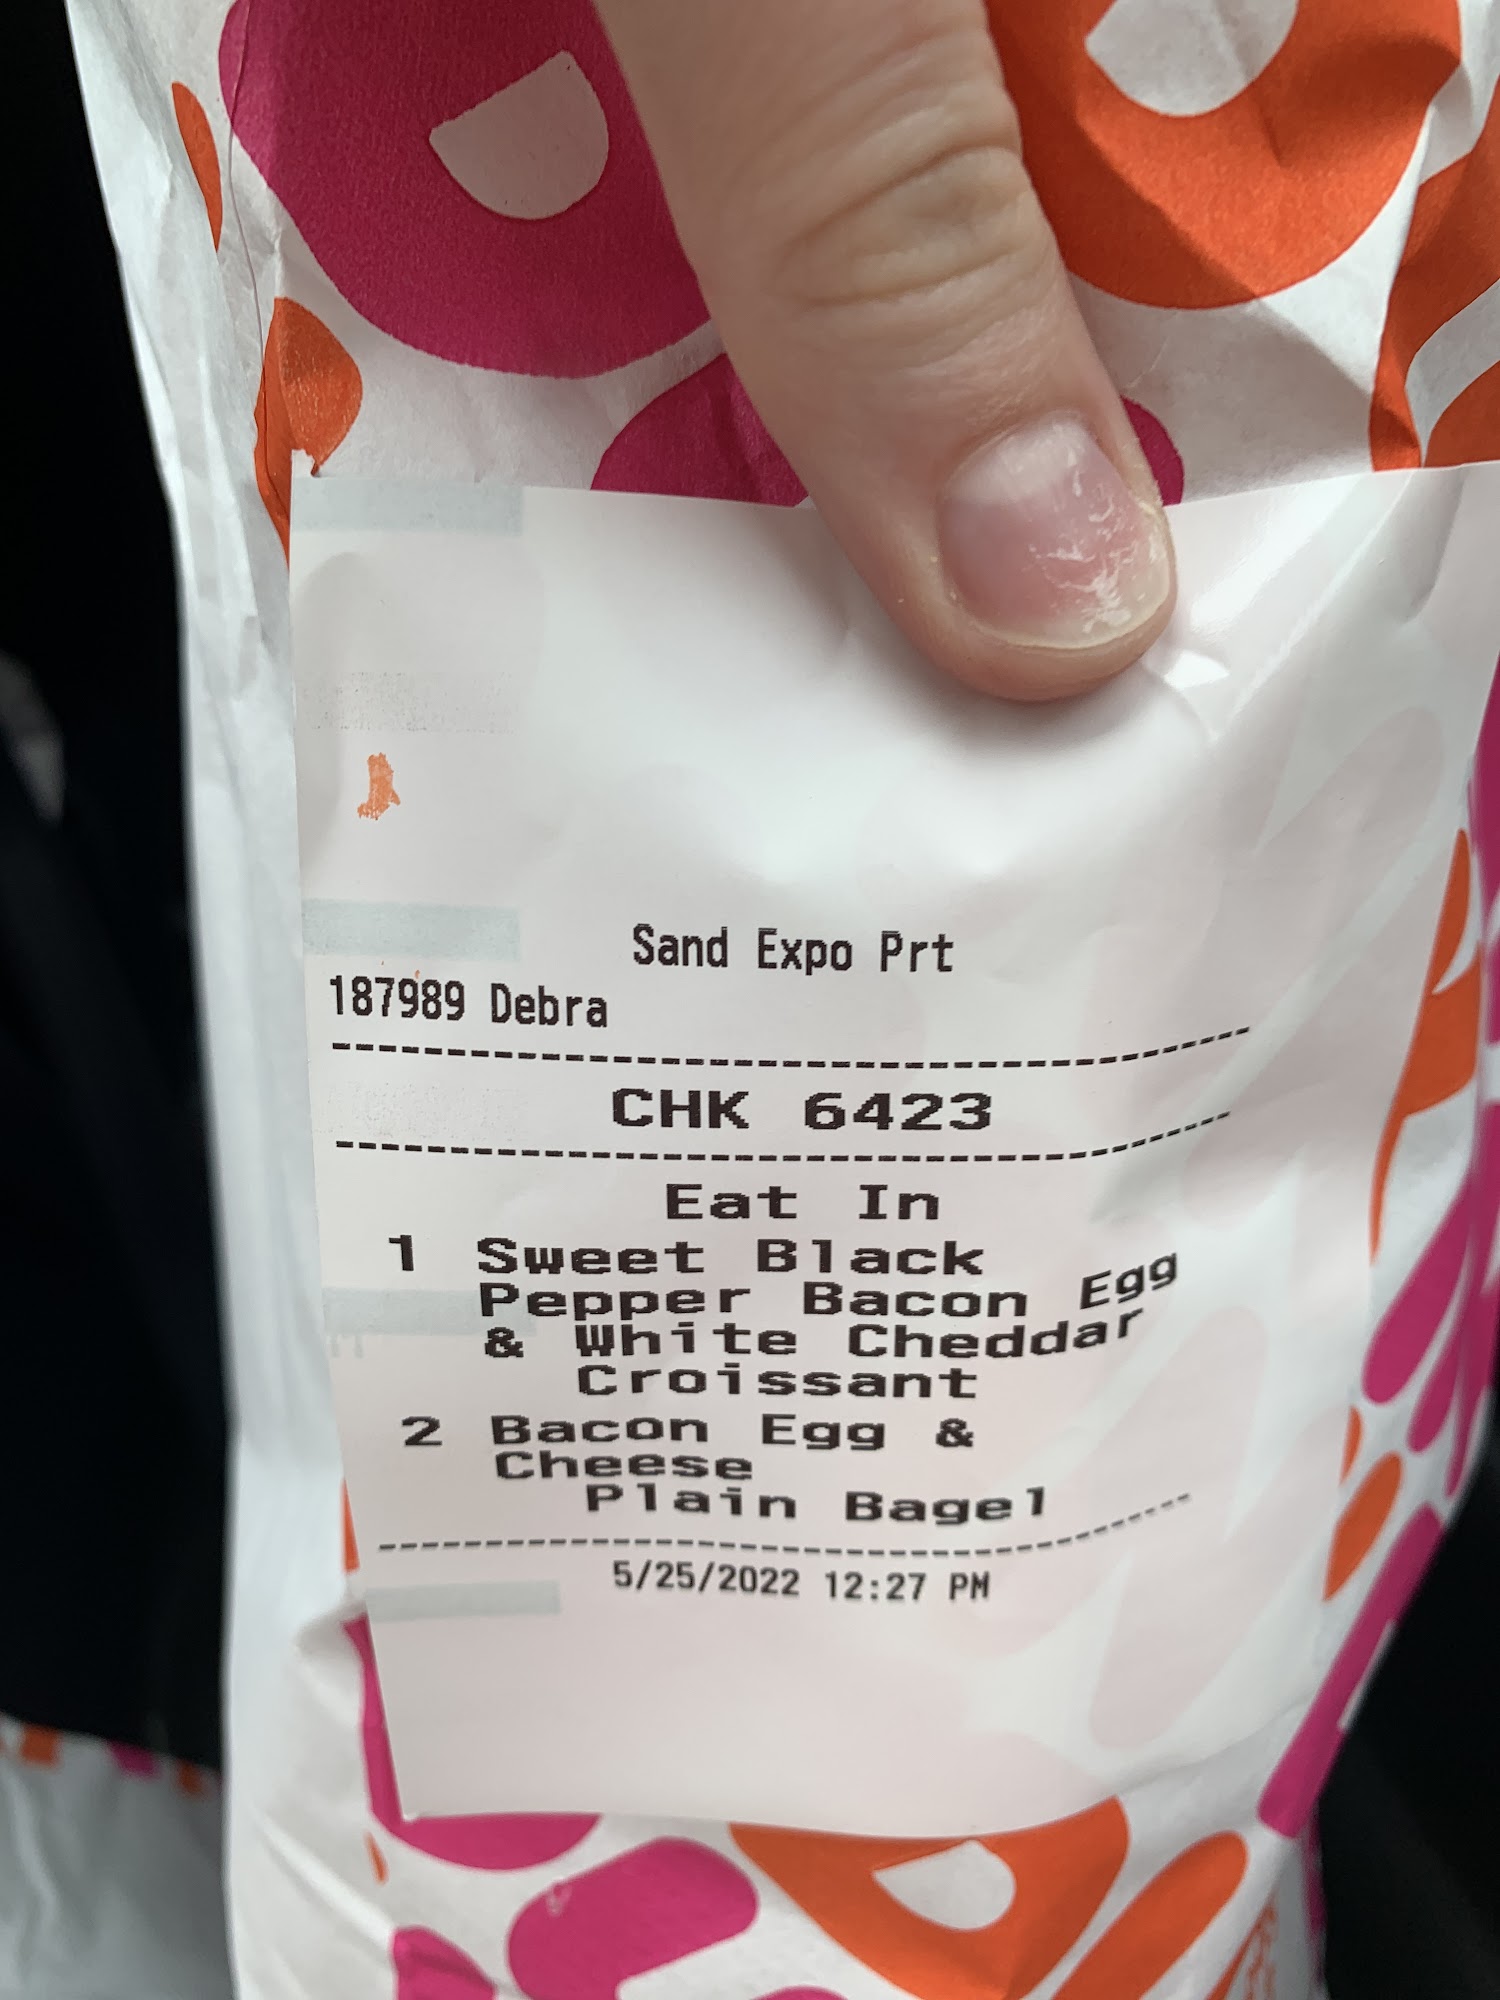 Sand Expo Prt
187989 Debra
CHK 6423
Eat In
1 Sweet Black
Pepper Bacon Egg
& White Cheddar
Croissant
2 Bacon Egg &
Cheese
Plain Bagel
5/25/2022 12:27 PM